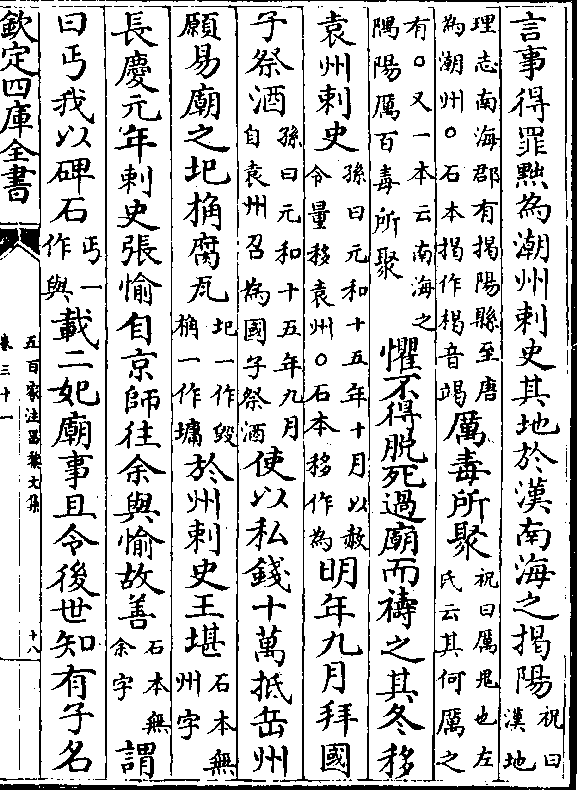 言事得罪黜為潮州刺史其地於漢南海之揭陽祝曰漢地
理志南海郡有揭陽縣至唐為潮州○石本揭作楬音竭厲毒所聚祝曰厲鬼也左氏云其何厲之
有○又一本云南海之隅陽厲百毒所聚懼不得脱死過廟而禱之其冬移
袁州刺史孫曰元和十五年十月以赦令量移袁州○石本移作為明年九月拜國
子祭酒孫曰元和十五年九月自袁州召為國子祭酒使以私錢十萬抵岳州
願易廟之圯桷腐瓦圯一作毁桷一作墉於州刺史王堪石本無州字
長慶元年刺史張愉自京師往余與愉故善石本無余字謂
曰丐我以碑石丐一作與載二妃廟事且令後世知有子名
欽定四庫全書
五百家注昌黎文集
卷三十一
十八